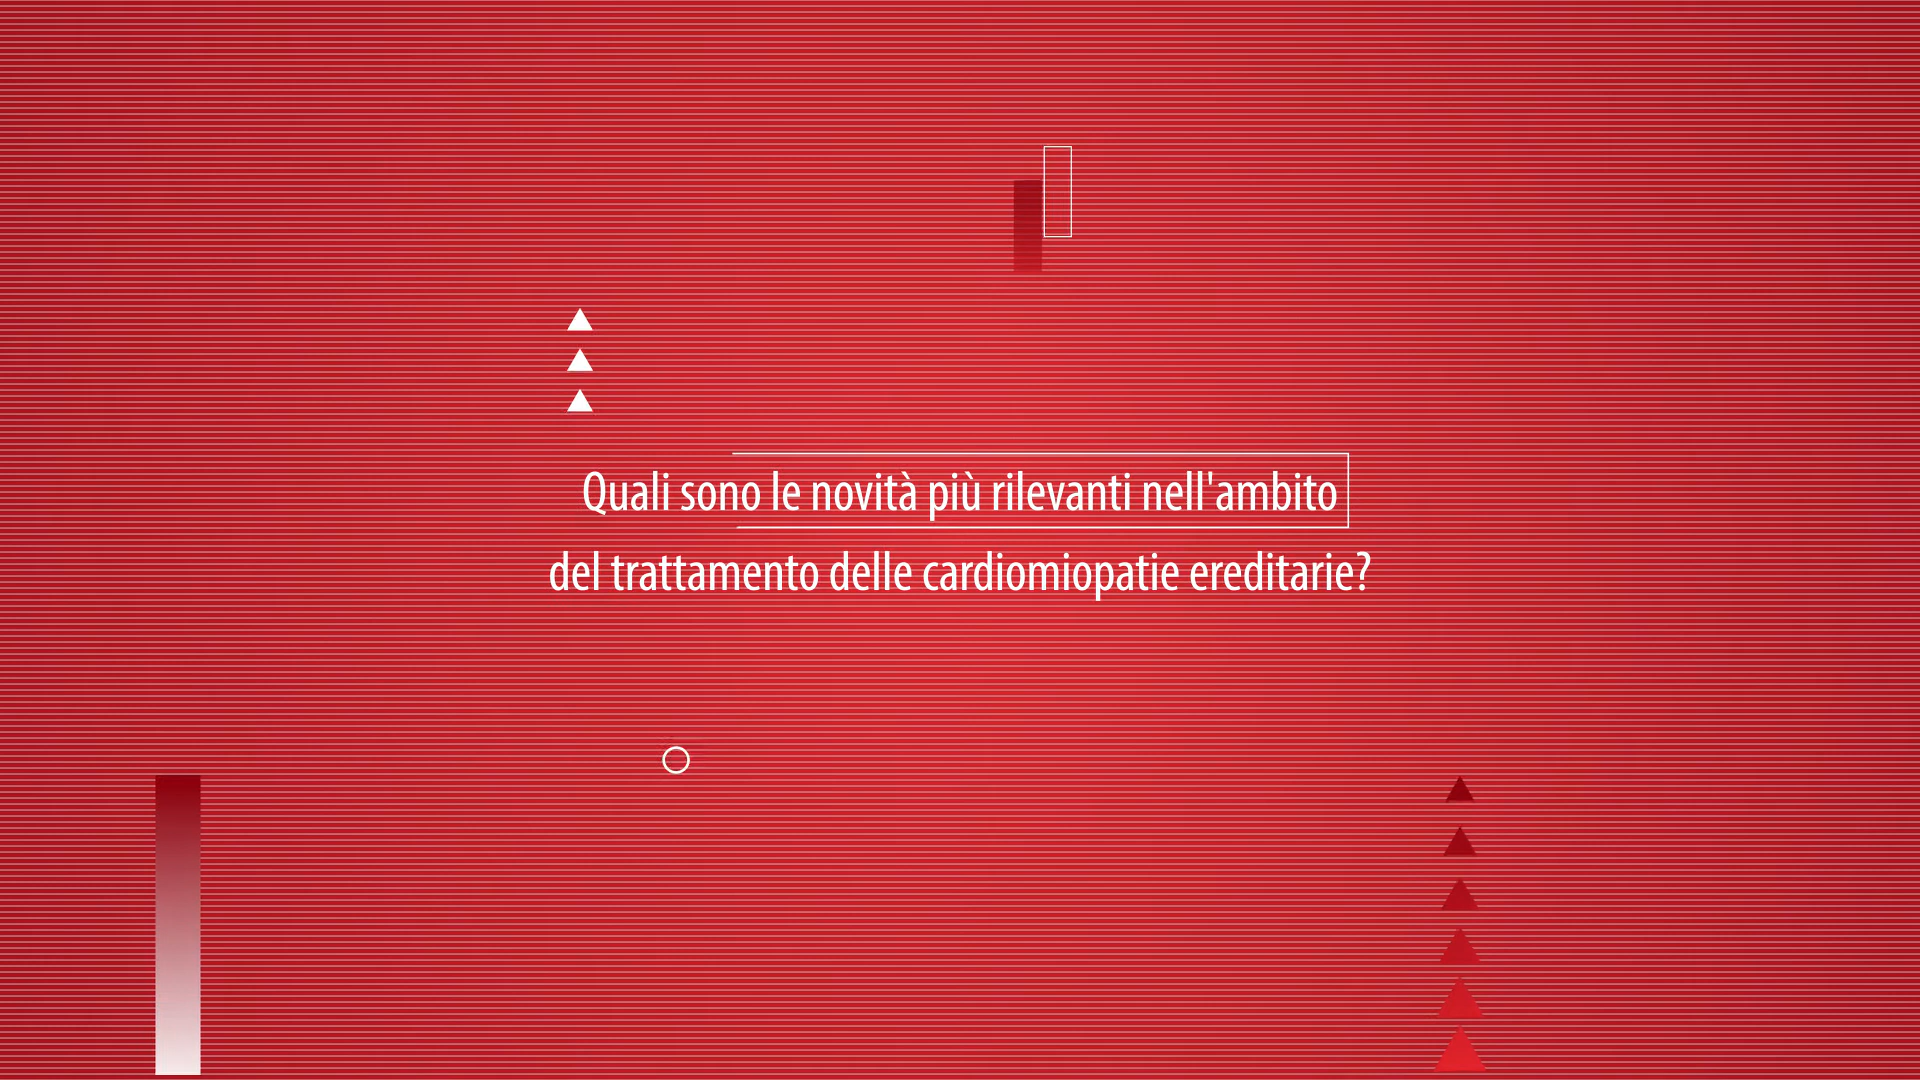 Quali sono le novità più rilevanti nell'ambito
del trattamento delle cardiomiopatie ereditarie?